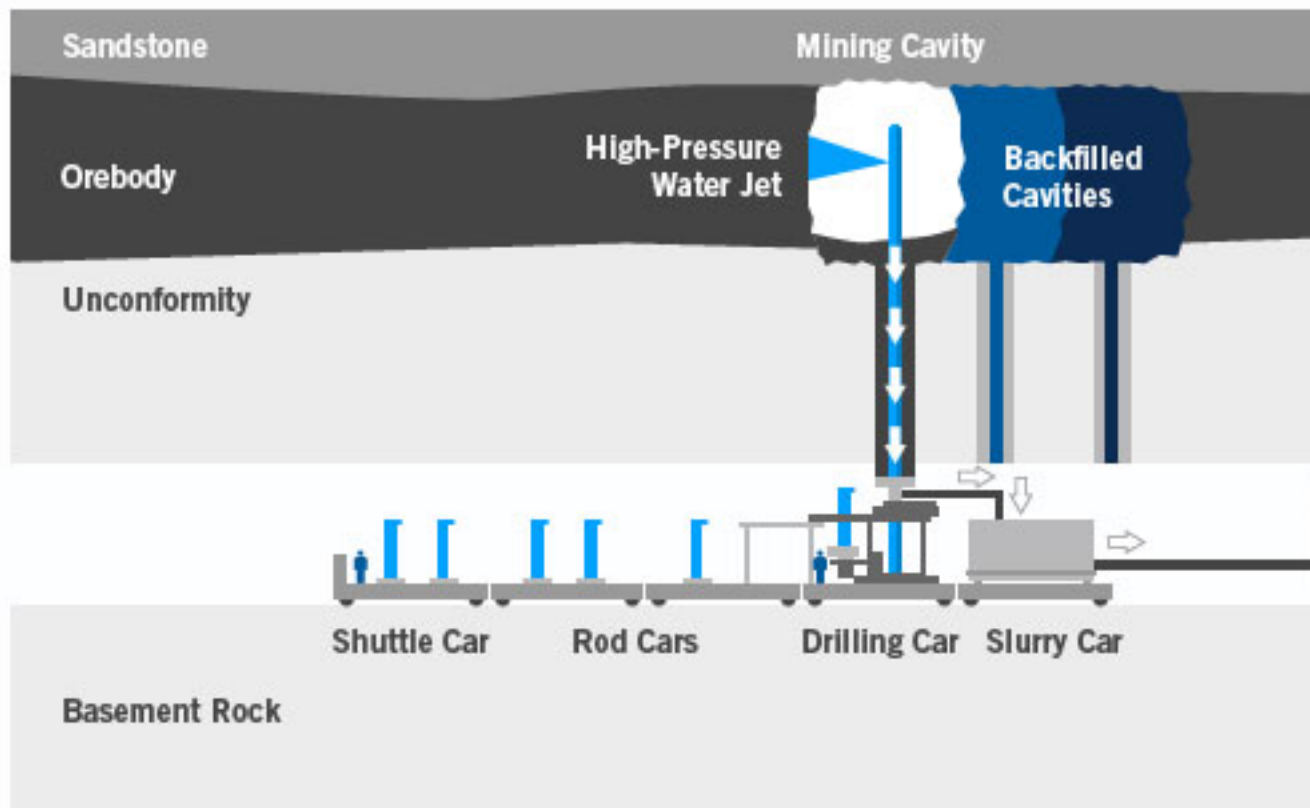 Sandstone
Mining Cavity
High-Pressure
Water Jet
Backfilled
Cavities
Orebody
Unconformity
Shuttle Car
Rod Cars
Drilling Car
Slurry Car
Basement Rock